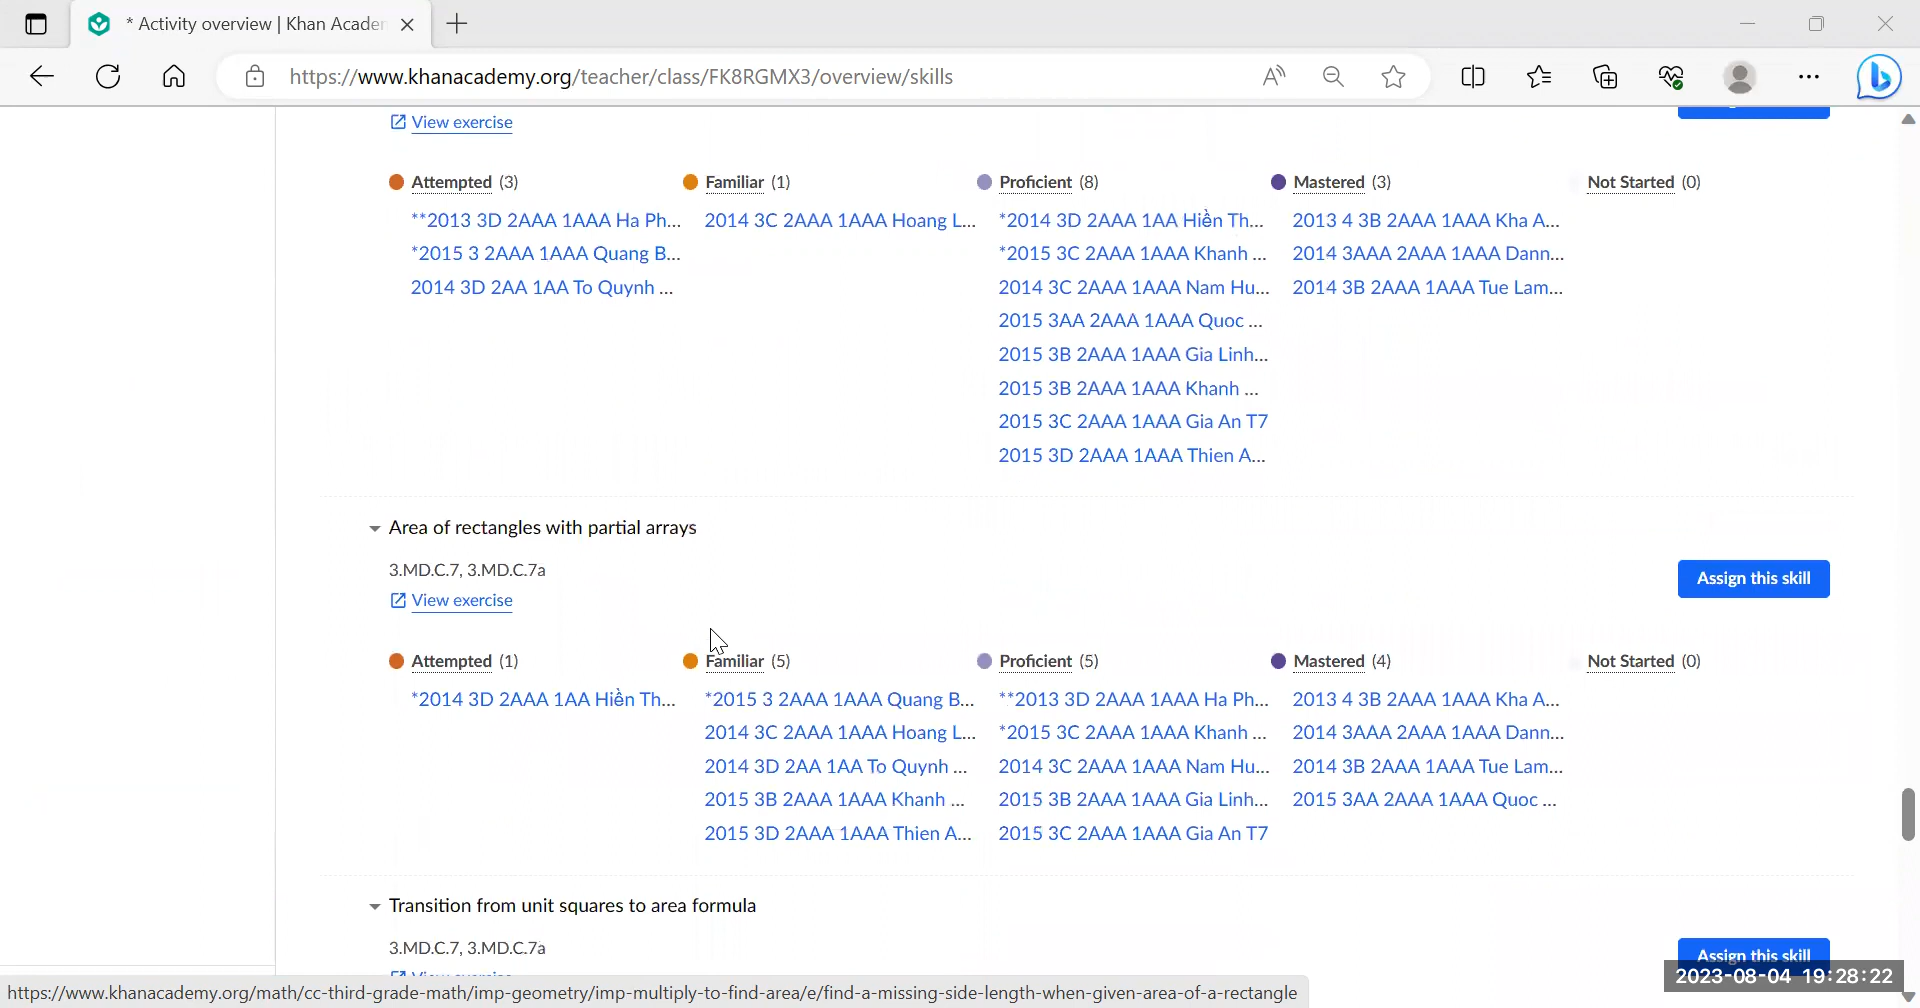 * Activity overview | Khan Acade
https://www.khanacademy.org/teacher/class/FK8RGMX3/overview/skills
View exercise
Attempted (3)
**2013 3D 2AAA 1AAA Ha Ph...
*2015 3 2AAA 1AAA Quang B...
2014 3D 2AA 1AA To Quynh ...
Familiar (1)
2014 3C 2AAA 1AAA Hoang L...
Proficient (8)
*2014 3D 2AAA 1AA Hiền Th...
*2015 3C 2AAA 1AAA Khanh ...
2014 3C 2AAA 1AAA Nam Hu...
2015 3AA 2AAA 1AAA Quoc ...
2015 3B 2AAA 1AAA Gia Linh...
2015 3B 2AAA 1AAA Khanh ...
2015 3C 2AAA 1AAA Gia An T7
2015 3D 2AAA 1AAA Thien A...
Mastered (3)
2013 4 3B 2AAA 1AAA Kha A...
2014 3AAA 2AAA 1AAA Dann...
2014 3B 2AAA 1AAA Tue Lam...
Not Started (0)
Area of rectangles with partial arrays
3.MD.C.7, 3.MD.C.7a
View exercise
Assign this skill
Attempted (1)
*2014 3D 2AAA 1AA Hiền Th...
Familiar (5)
*2015 3 2AAA 1AAA Quang B...
2014 3C 2AAA 1AAA Hoang L...
2014 3D 2AA 1AA To Quynh ...
2015 3B 2AAA 1AAA Khanh ...
2015 3D 2AAA 1AAA Thien A...
Proficient (5)
**2013 3D 2AAA 1AAA Ha Ph...
*2015 3C 2AAA 1AAA Khanh ...
2014 3C 2AAA 1AAA Nam Hu...
2015 3B 2AAA 1AAA Gia Linh...
2015 3C 2AAA 1AAA Gia An T7
Mastered (4)
2013 4 3B 2AAA 1AAA Kha A...
2014 3AAA 2AAA 1AAA Dann...
2014 3B 2AAA 1AAA Tue Lam...
2015 3AA 2AAA 1AAA Quoc ...
Not Started (0)
Transition from unit squares to area formula
3.MD.C.7, 3.MD.C.7a
Assign this skill
2023-08-04 19:28:22
https://www.khanacademy.org/math/cc-third-grade-math/imp-geometry/imp-multiply-to-find-area/e/find-a-missing-side-length-when-given-area-of-a-rectangle